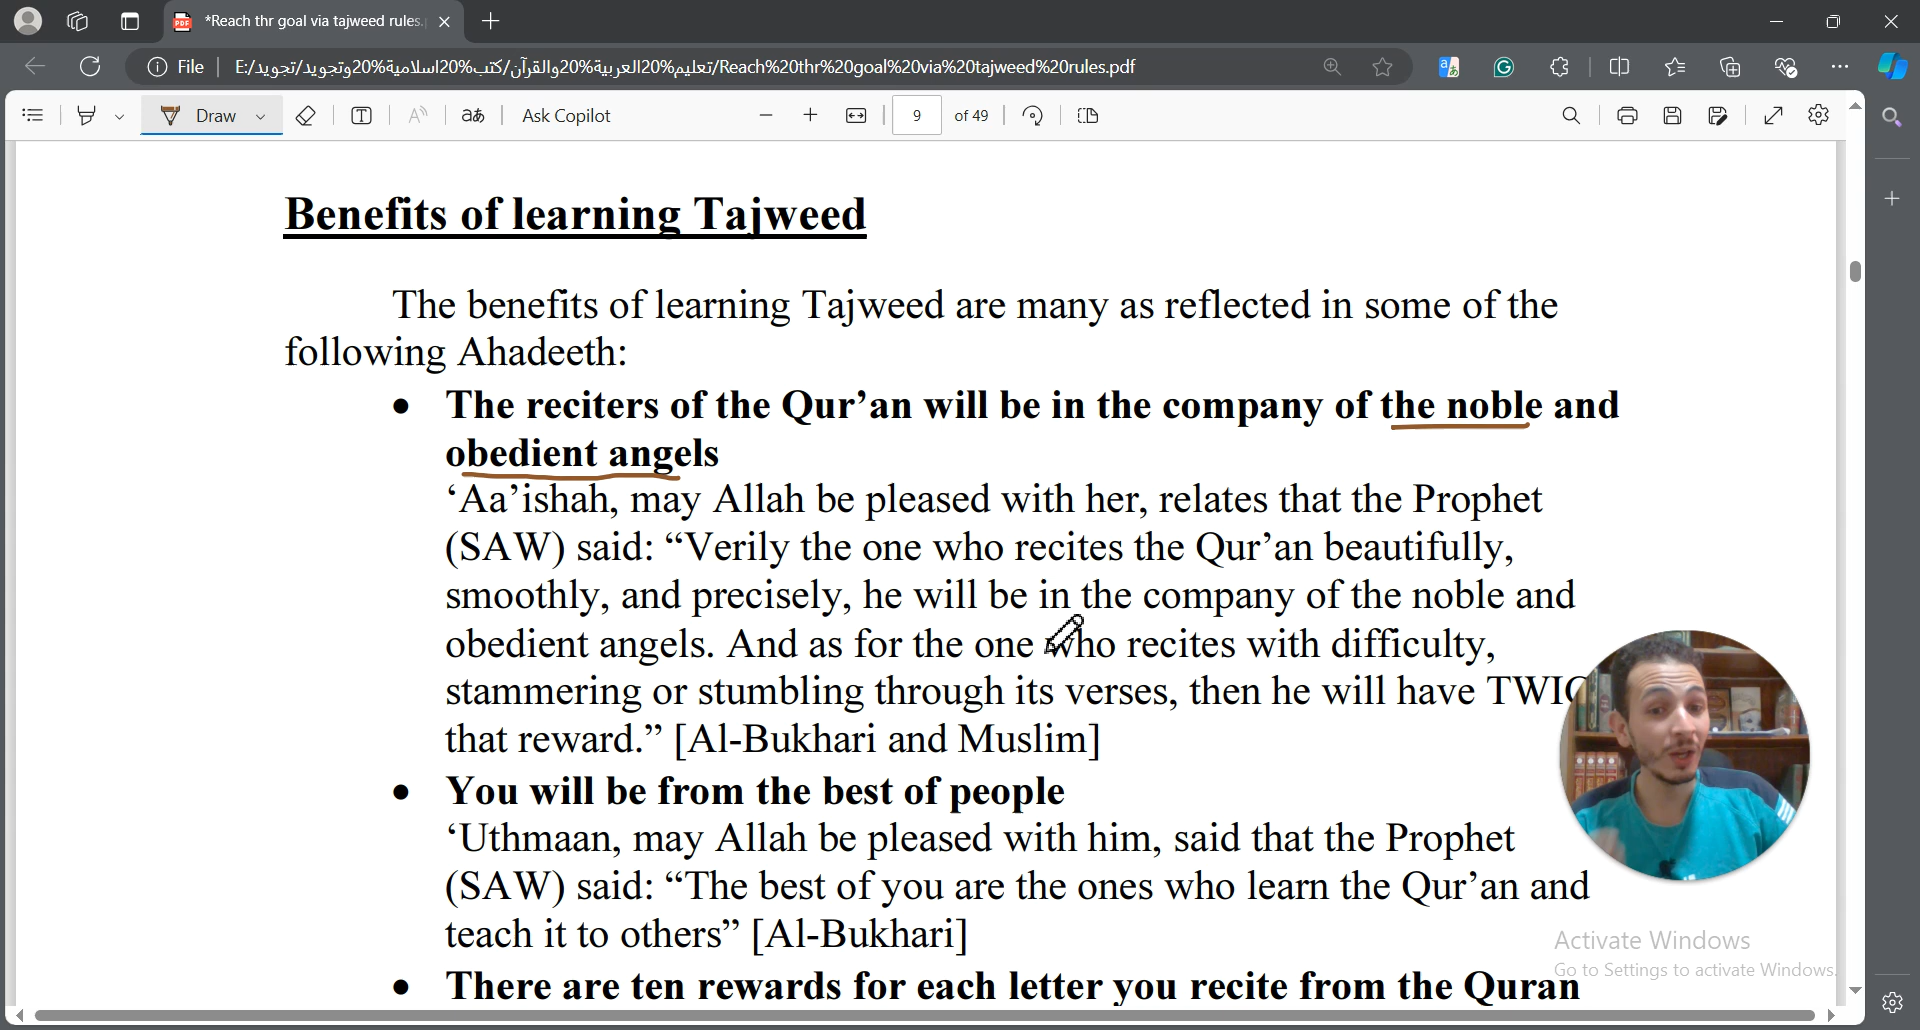 *Reach thr goal via tajweed rules.
File
E:/تعليم%20العربية%20والقرآن/كتب%20اسلامية%20وتجويد/تجويد/Reach%20thr%20goal%20via%20tajweed%20rules.pdf
Draw
T
aあ
Ask Copilot
9
of 49
Benefits of learning Tajweed
The benefits of learning Tajweed are many as reflected in some of the
following Ahadeeth:
• The reciters of the Qur’an will be in the company of the noble and
obedient angels
‘Aa’ishah, may Allah be pleased with her, relates that the Prophet
(SAW) said: “Verily the one who recites the Qur’an beautifully,
smoothly, and precisely, he will be in the company of the noble and
obedient angels. And as for the one who recites with difficulty,
stammering or stumbling through its verses, then he will have TWIC
that reward.” [Al-Bukhari and Muslim]
• You will be from the best of people
‘Uthmaan, may Allah be pleased with him, said that the Prophet
(SAW) said: “The best of you are the ones who learn the Qur’an and
teach it to others” [Al-Bukhari]
Activate Windows
Go to Settings to activate Windows.
• There are ten rewards for each letter you recite from the Quran